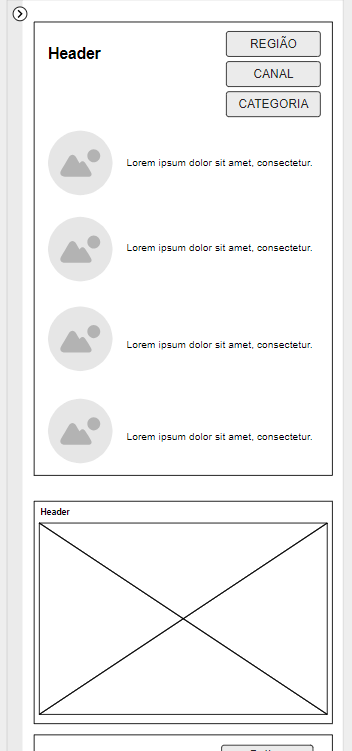 Header
REGIÃO
CANAL
CATEGORIA
Lorem ipsum dolor sit amet, consectetur.
Lorem ipsum dolor sit amet, consectetur.
Lorem ipsum dolor sit amet, consectetur.
Lorem ipsum dolor sit amet, consectetur.
Header